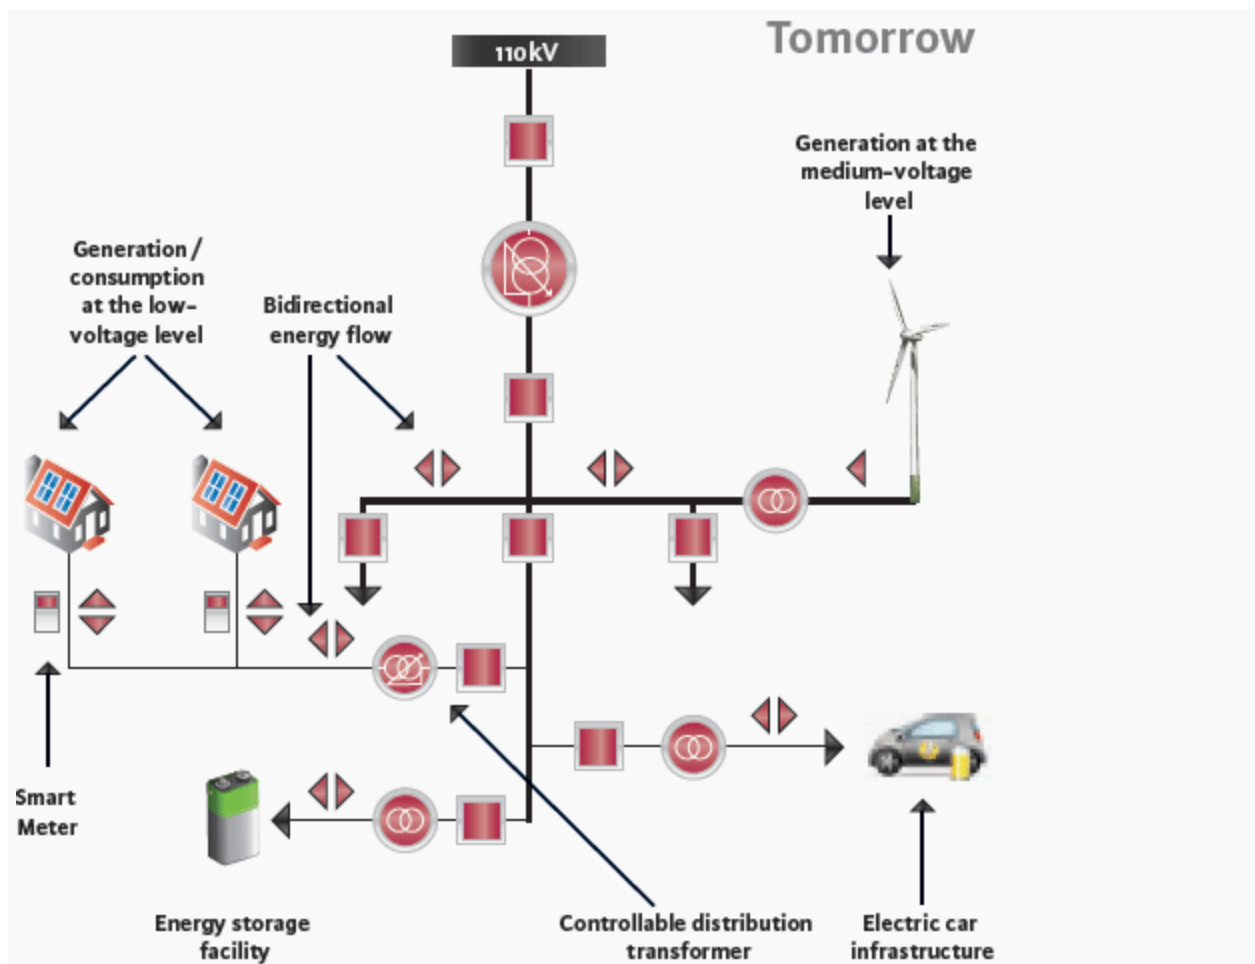 Tomorrow
110kV
Generation at the
medium-voltage
level
Generation /
consumption
at the low-
voltage level
Bidirectional
energy flow
Smart
Meter
Energy storage
facility
Controllable distribution
transformer
Electric car
infrastructure